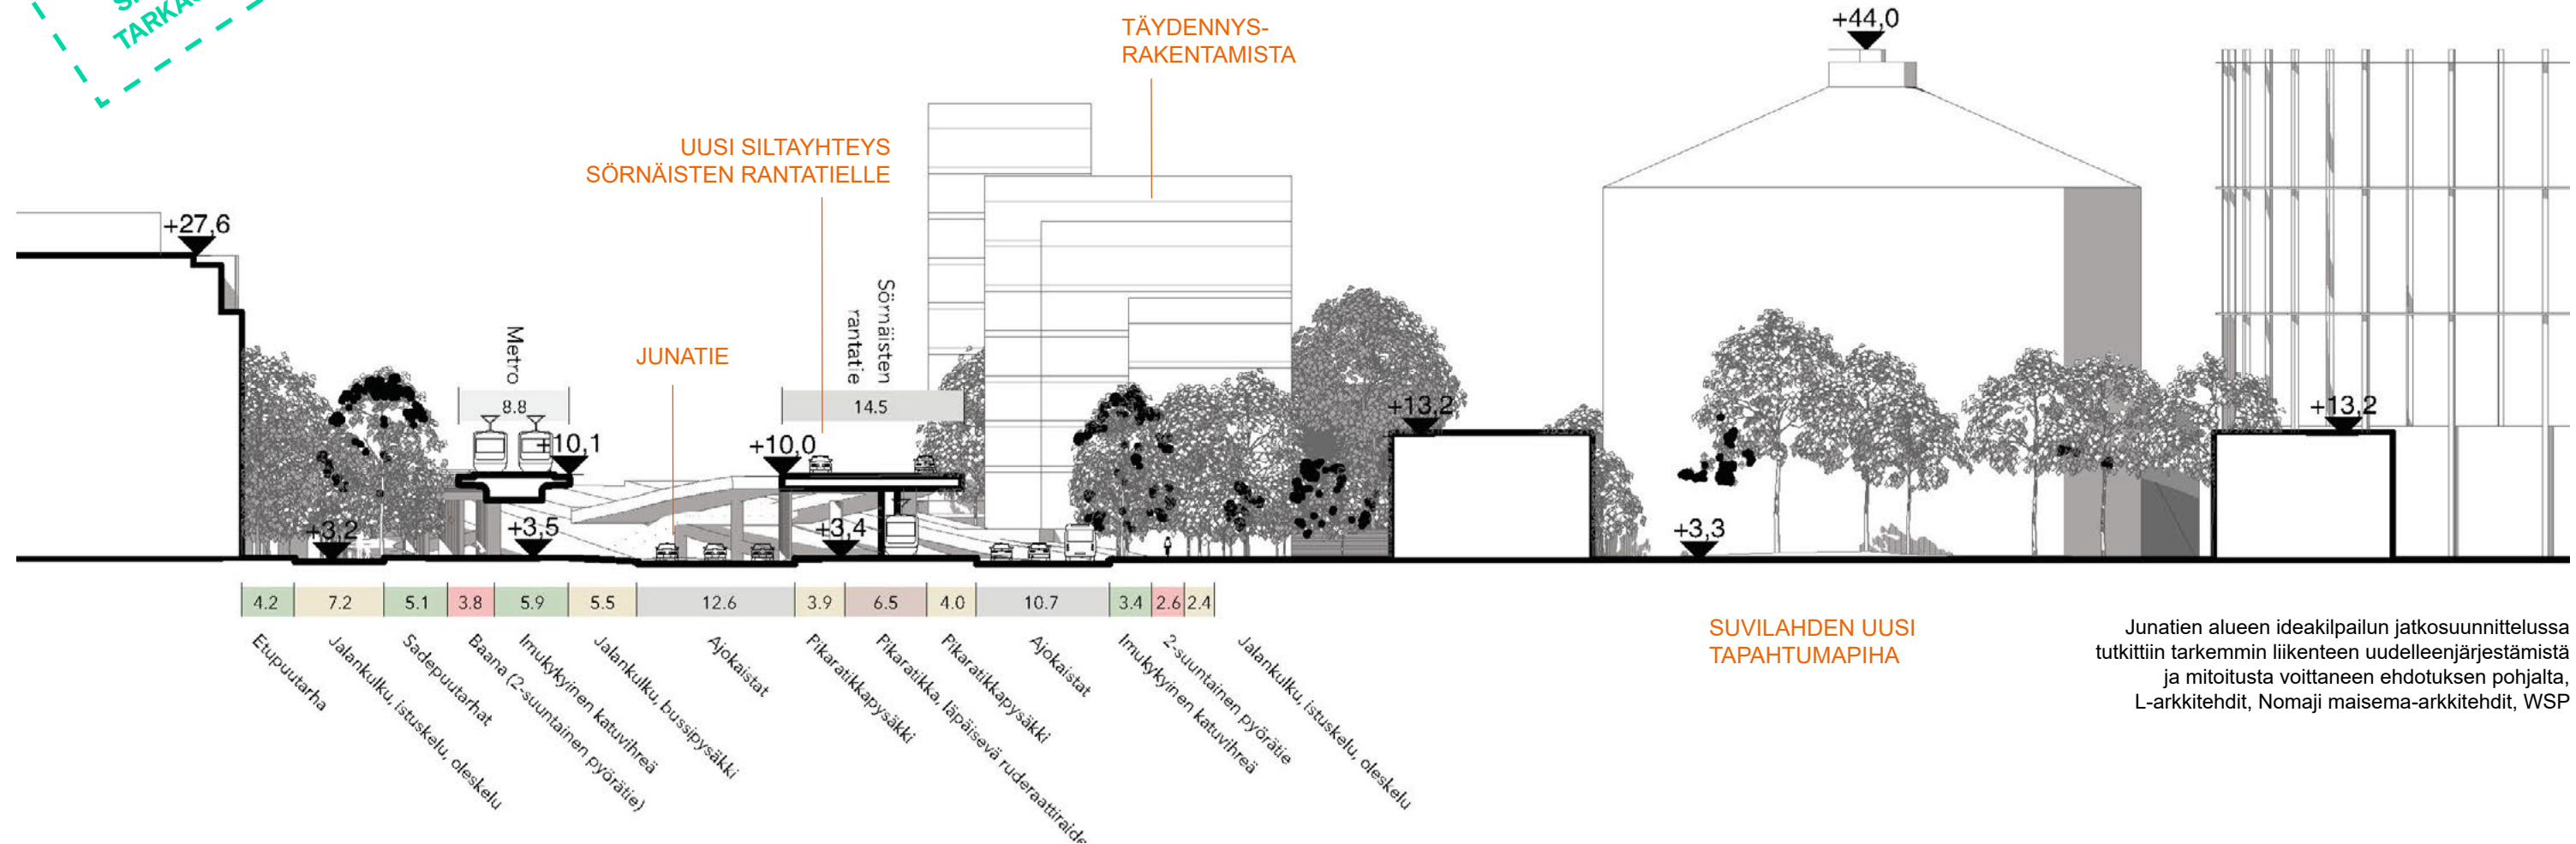 TÄYDENNYS-
RAKENTAMISTA
+44,0
UUSI SILTAYHTEYS
SÖRNÄISTEN RANTATIELLE
+27,6
Sörnäisten
rantatie
Metro
JUNATIE
8.8
14.5
+13,2
+13,2
+10,1
+10,0
+3,2
+3,5
+3,4
+3,3
4.2
7.2
5.1
3.8
5.9
5.5
12.6
3.9
6.5
4.0
10.7
3.4
2.6
2.4
Etupuutarha
Jalankulku, istuskelu, oleskelu
Sadepuutarhat
Baana (2-suuntainen pyörätie)
Imukykyinen katuvihreä
Jalankulku, bussipysäkki
Ajokaistat
Pikaratikkapysäkki
Pikaratikka, läpäisevä ruderaattiraide
Pikaratikkapysäkki
Ajokaistat
Imukykyinen katuvihreä
2-suuntainen pyörätie
Jalankulku, istuskelu, oleskelu
SUVILAHDEN UUSI
TAPAHTUMAPIHA
Junatien alueen ideakilpailun jatkosuunnittelussa
tutkittiin tarkemmin liikenteen uudelleenjärjestämistä
ja mitoitusta voittaneen ehdotuksen pohjalta,
L-arkkitehdit, Nomaji maisema-arkkitehdit, WSP